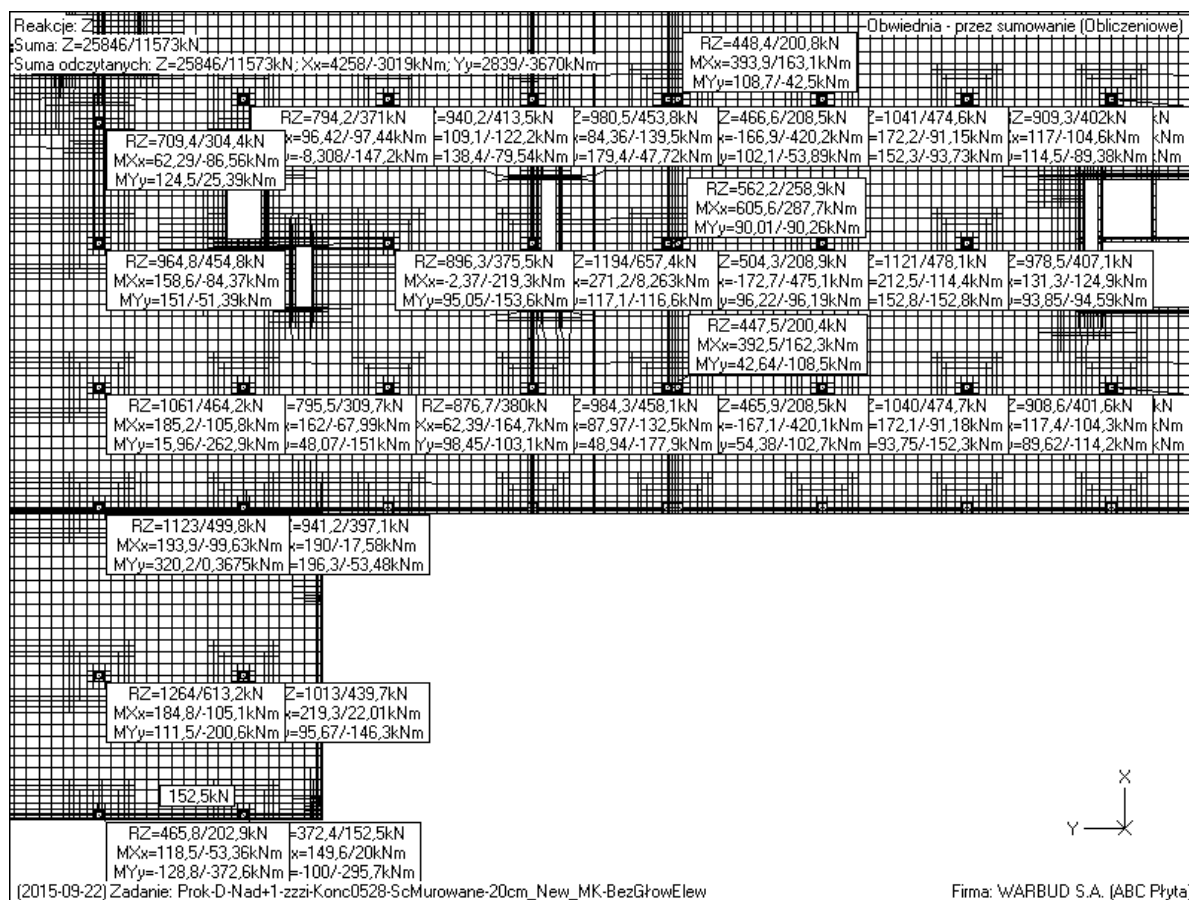 Reakcje: Z
Obwiednia - przez sumowanie (Obliczeniowe)
Suma: Z=25846/11573kN
Suma odczytanych: Z=25846/11573kN; Xx=4258/-3019kNm; Yy=2839/-3670kNm
RZ=448,4/200,8kN
MXx=393,9/163,1kNm
MYy=108,7/-42,5kNm
RZ=709,4/304,4kN
MXx=62,29/-86,56kNm
MYy=124,5/25,39kNm
RZ=794,2/371kN
x=96,42/-97,44kNm
y=-8,308/-147,2kNm
=940,2/413,5kN
=109,1/-122,2kNm
=138,4/-79,54kNm
Z=980,5/453,8kN
x=84,36/-139,5kNm
=179,4/-47,72kNm
Z=466,6/208,5kN
x=-166,9/-420,2kNm
y=102,1/-53,89kNm
=1041/474,6kN
=172,2/-91,15kNm
=152,3/-93,73kNm
Z=909,3/402kN
x=117/-104,6kNm
=114,5/-89,38kNm
kN
kNm
kNm
RZ=562,2/258,9kN
MXx=605,6/287,7kNm
MYy=90,01/-90,26kNm
RZ=964,8/454,8kN
MXx=158,6/-84,37kNm
MYy=151/-51,39kNm
RZ=896,3/375,5kN
MXx=-2,37/-219,3kNm
MYy=95,05/-153,6kNm
Z=1194/657,4kN
=271,2/8,263kNm
=117,1/-116,6kNm
Z=504,3/208,9kN
x=-172,7/-475,1kNm
y=96,22/-96,19kNm
=1121/478,1kN
=212,5/-114,4kNm
=152,8/-152,8kNm
Z=978,5/407,1kN
x=131,3/-124,9kNm
=93,85/-94,59kNm
RZ=447,5/200,4kN
MXx=392,5/162,3kNm
MYy=42,64/-108,5kNm
RZ=1061/464,2kN
MXx=185,2/-105,8kNm
MYy=15,96/-262,9kNm
=795,5/309,7kN
x=162/-67,99kNm
=48,07/-151kNm
RZ=876,7/380kN
Xx=62,39/-164,7kNm
Yy=98,45/-103,1kNm
Z=984,3/458,1kN
x=87,97/-132,5kNm
=48,94/-177,9kNm
Z=465,9/208,5kN
x=-167,1/-420,1kNm
y=54,38/-102,7kNm
=1040/474,7kN
=172,1/-91,18kNm
=93,75/-152,3kNm
Z=908,6/401,6kN
x=117,4/-104,3kNm
=89,62/-114,2kNm
kN
kNm
kNm
RZ=1123/499,8kN
MXx=193,9/-99,63kNm
MYy=320,2/0,3675kNm
Z=941,2/397,1kN
x=190/-17,58kNm
=196,3/-53,48kNm
RZ=1264/613,2kN
MXx=184,8/-105,1kNm
MYy=111,5/-200,6kNm
Z=1013/439,7kN
x=219,3/22,01kNm
y=95,67/-146,3kNm
152,5kN
RZ=465,8/202,9kN
MXx=118,5/-53,36kNm
MYy=-128,8/-372,6kNm
=372,4/152,5kN
x=149,6/20kNm
=-100/-295,7kNm
X
Y
(2015-09-22) Zadanie: Prok-D-Nad+1-zzzi-Konc0528-ScMurowane-20cm_New_MK-BezGłowElew
Firma: WARBUD S.A. (ABC Płyta)